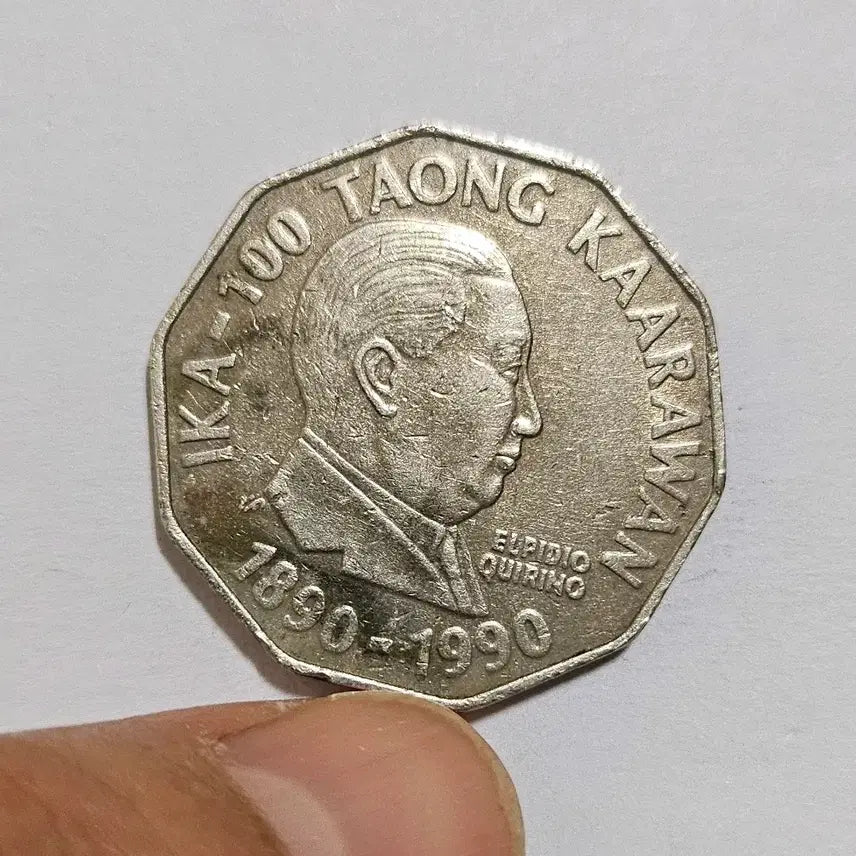 IKA-100 TAONG KAARAWAN
ELPIDIO
QUIRINO
1890-1990